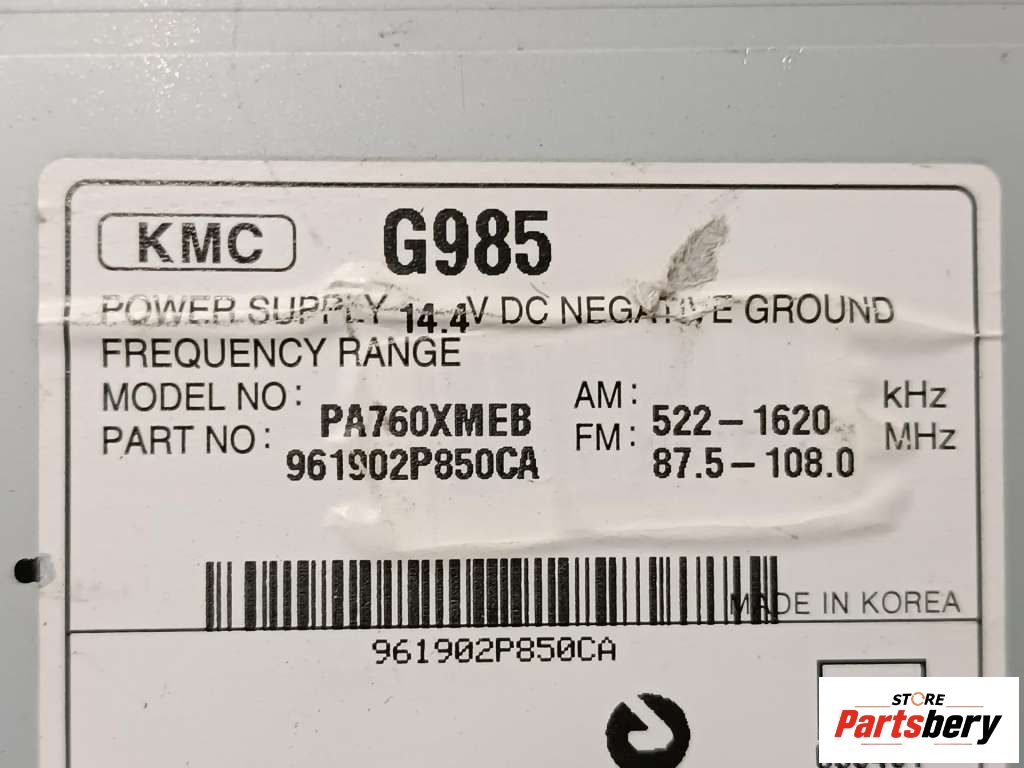 KMC G985
POWER SUPPLY 14.4V DC NEGATIVE GROUND
FREQUENCY RANGE
MODEL NO: PA760XMEB AM: 522-1620 kHz
PART NO: 961902P850CA FM: 87.5-108.0 MHz
MADE IN KOREA
961902P850CA
STORE
Partsbery